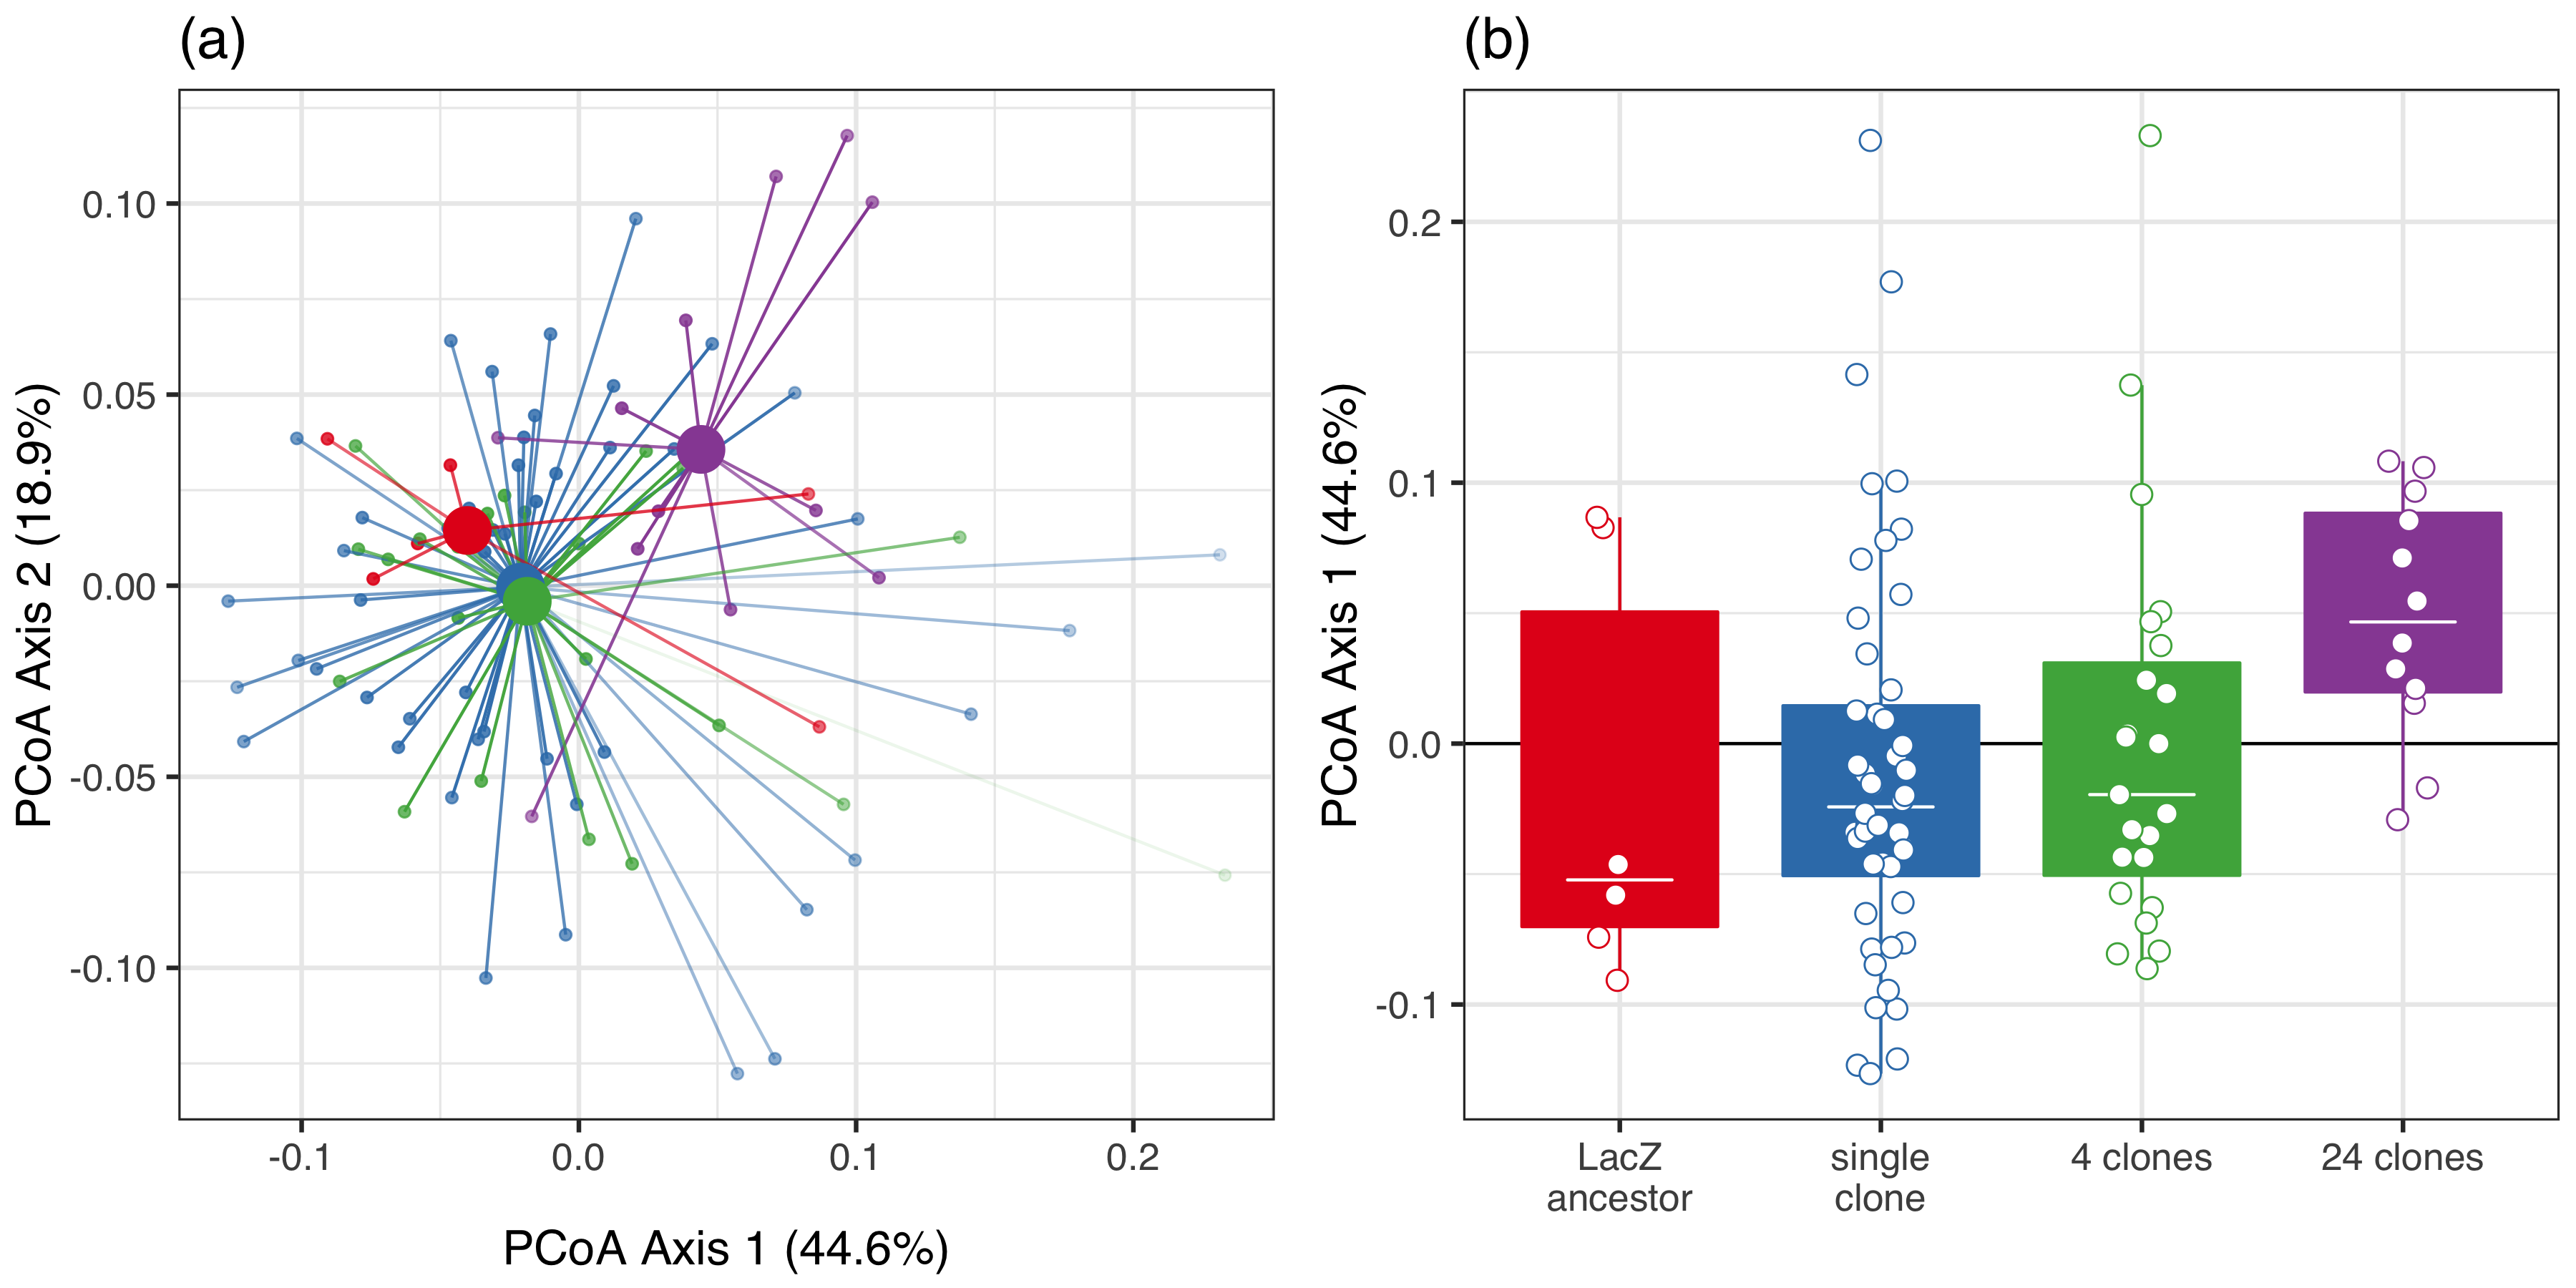 (a)
PCoA Axis 2 (18.9%)
0.10
0.05
0.00
-0.05
-0.10
-0.1 0.0 0.1 0.2
PCoA Axis 1 (44.6%)
(b)
PCoA Axis 1 (44.6%)
0.2
0.1
0.0
-0.1
LacZ
ancestor
single
clone
4 clones
24 clones